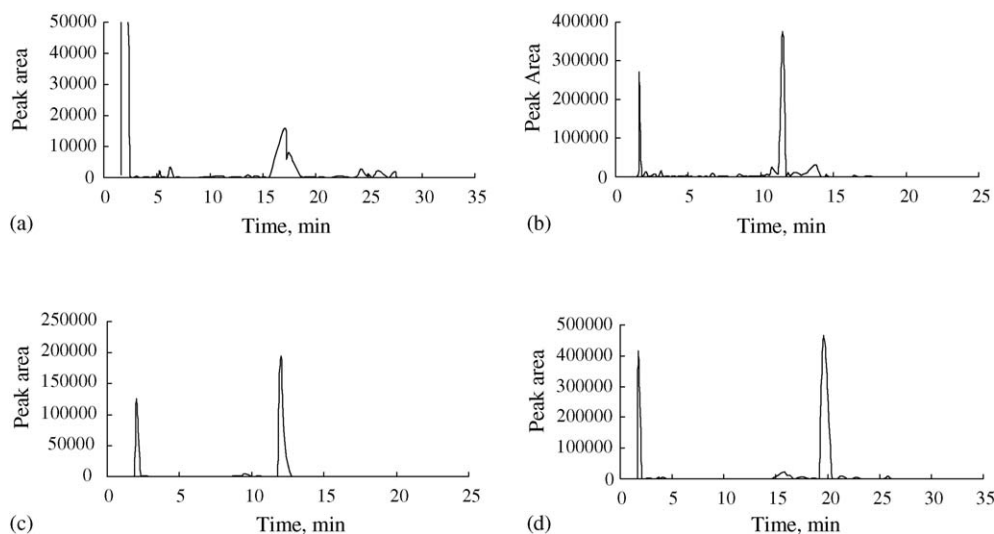 50000
40000
30000
20000
10000
0
Peak area
0 5 10 15 20 25 30 35
Time, min
(a)
400000
300000
200000
100000
0
Peak Area
0 5 10 15 20 25
Time, min
(b)
250000
200000
150000
100000
50000
0
Peak area
0 5 10 15 20 25
Time, min
(c)
500000
400000
300000
200000
100000
0
Peak area
0 5 10 15 20 25 30 35
Time, min
(d)